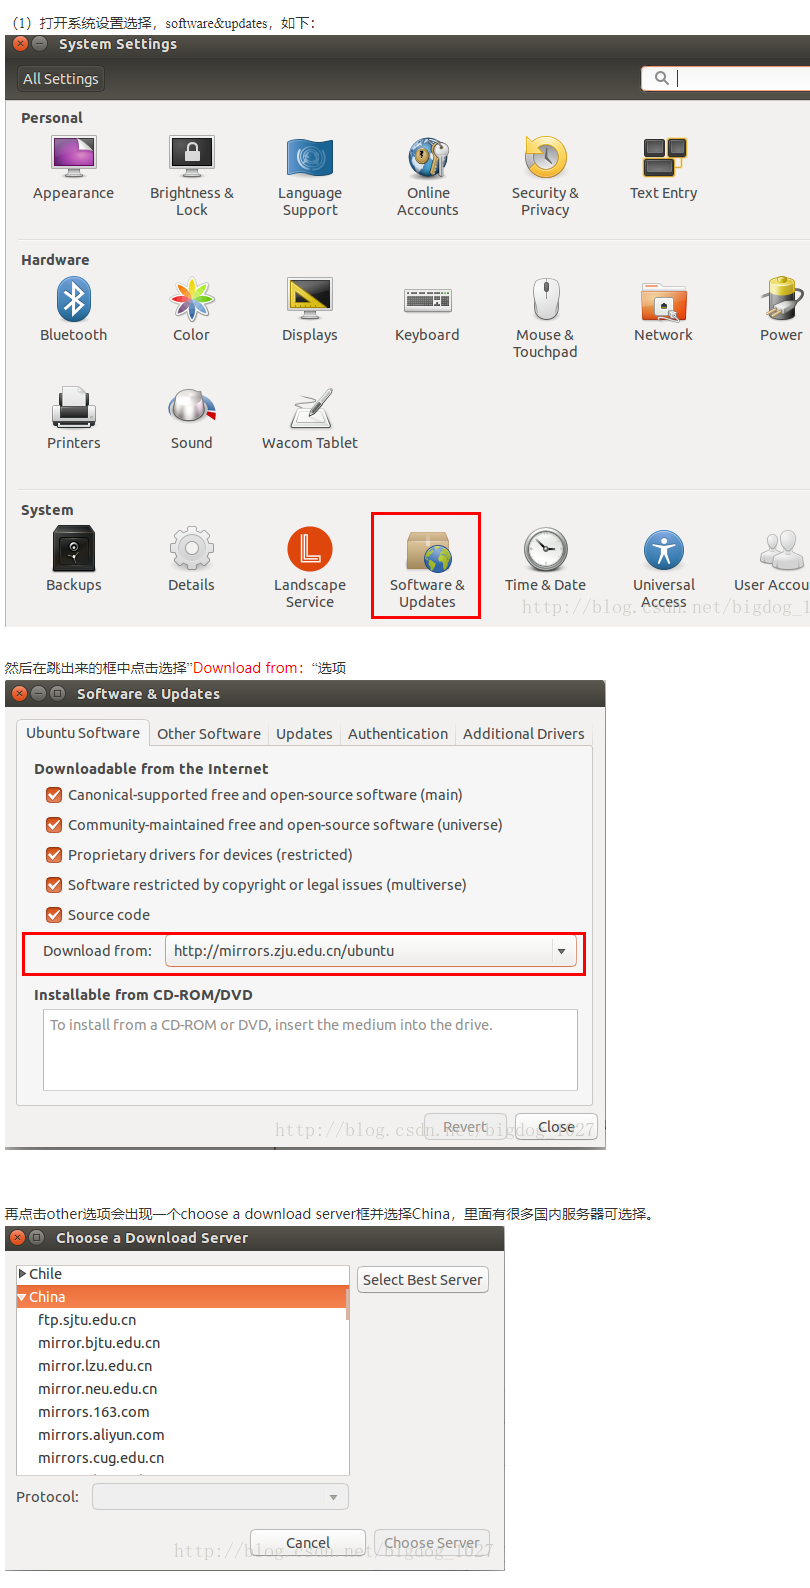 （1）打开系统设置选择，software&updates，如下：
System Settings
All Settings
Personal
Appearance
Brightness & Lock
Language Support
Online Accounts
Security & Privacy
Text Entry
Hardware
Bluetooth
Color
Displays
Keyboard
Mouse & Touchpad
Network
Power
Printers
Sound
Wacom Tablet
System
Backups
Details
Landscape Service
Software & Updates
Time & Date
Universal Access
User Accou
http://blog.csdn.net/bigdog_1
然后在跳出来的框中点击选择”Download from：“选项
Software & Updates
Ubuntu Software Other Software Updates Authentication Additional Drivers
Downloadable from the Internet
Canonical-supported free and open-source software (main)
Community-maintained free and open-source software (universe)
Proprietary drivers for devices (restricted)
Software restricted by copyright or legal issues (multiverse)
Source code
Download from: http://mirrors.zju.edu.cn/ubuntu
Installable from CD-ROM/DVD
To install from a CD-ROM or DVD, insert the medium into the drive.
Revert Close
http://blog.csdn.net/bigdog_1027
再点击other选项会出现一个choose a download server框并选择China，里面有很多国内服务器可选择。
Choose a Download Server
Chile
Select Best Server
China
ftp.sjtu.edu.cn
mirror.bjtu.edu.cn
mirror.lzu.edu.cn
mirror.neu.edu.cn
mirrors.163.com
mirrors.aliyun.com
mirrors.cug.edu.cn
Protocol:
Cancel Choose Server
http://blog.csdn.net/bigdog_1027